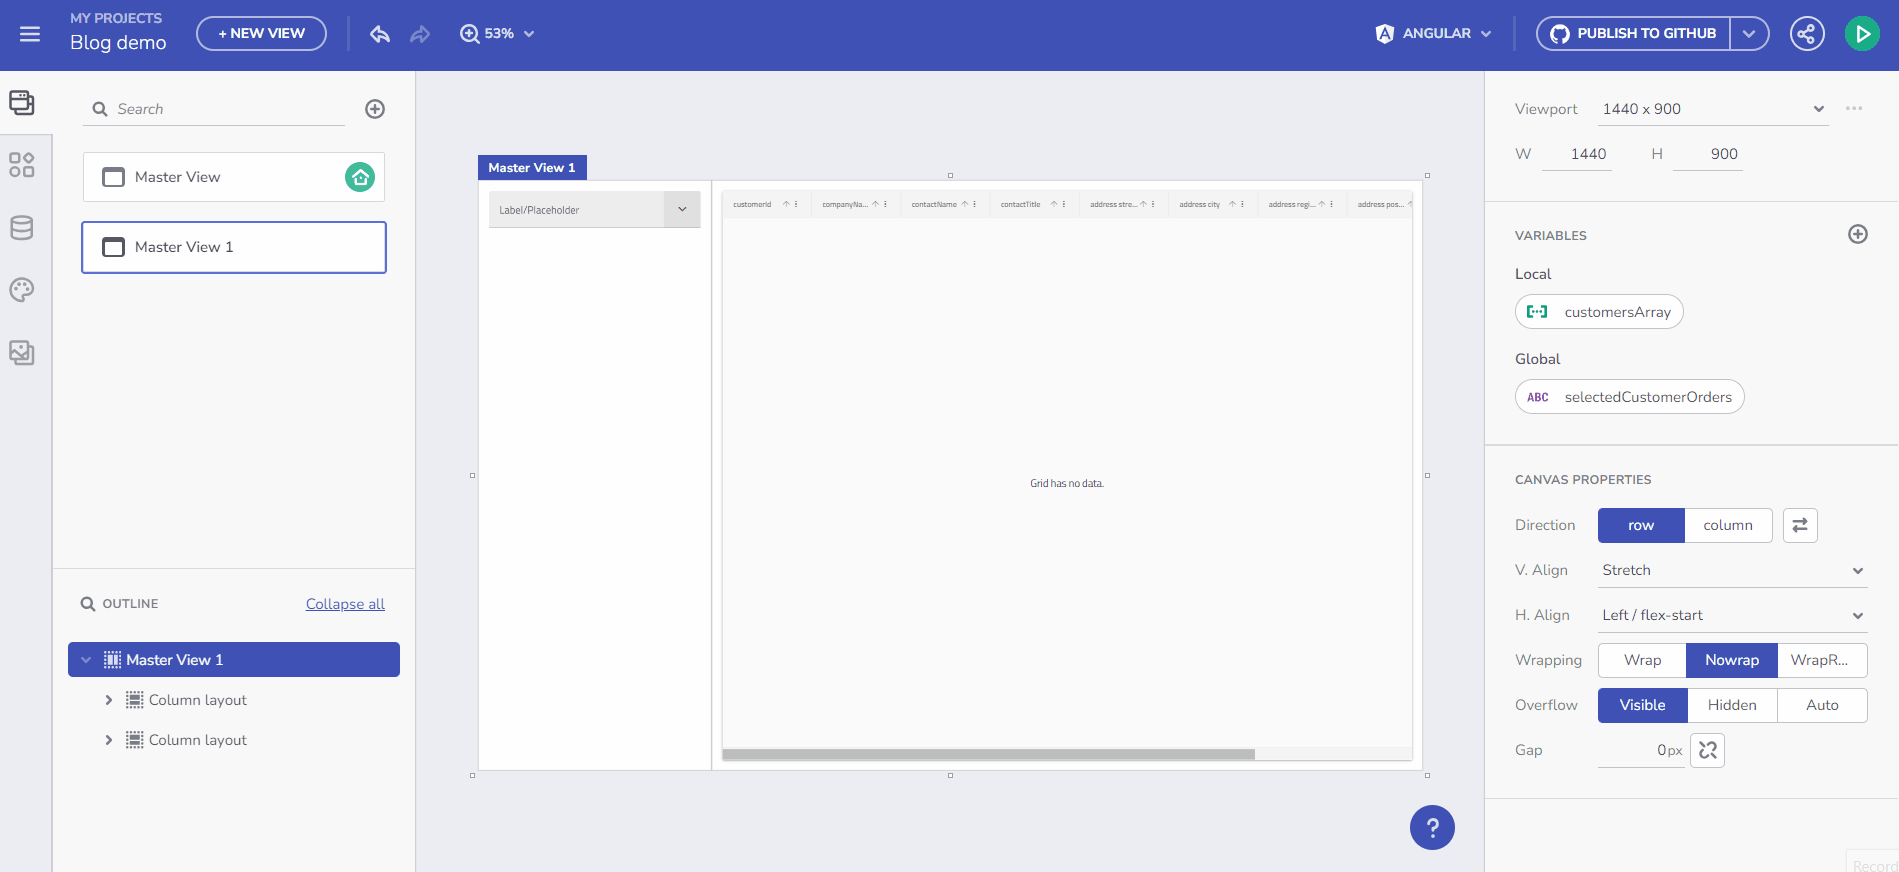 MY PROJECTS
Blog demo
+ NEW VIEW
53%
ANGULAR
PUBLISH TO GITHUB
Search
Master View
Master View 1
OUTLINE
Collapse all
Master View 1
Column layout
Column layout
Master View 1
Label/Placeholder
customerId
companyNa...
contactName
contactTitle
address stre...
address city
address regi...
address pos...
Grid has no data.
?
Viewport
1440 x 900
W
1440
H
900
VARIABLES
Local
customersArray
Global
ABC
selectedCustomerOrders
CANVAS PROPERTIES
Direction
row
column
V. Align
Stretch
H. Align
Left / flex-start
Wrapping
Wrap
Nowrap
WrapR...
Overflow
Visible
Hidden
Auto
Gap
0px
Record